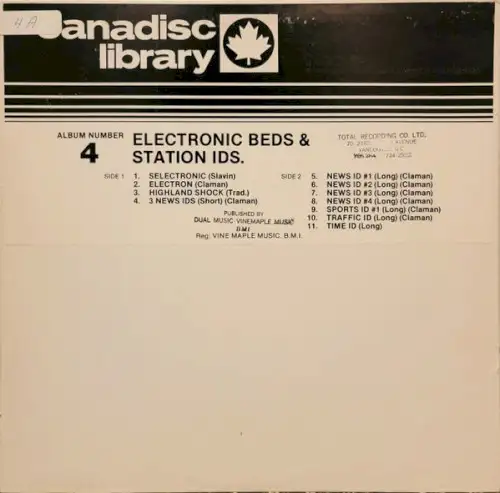 4A
anadisc
library
ALBUM NUMBER
4
ELECTRONIC BEDS &
STATION IDS.
TOTAL RECORDING CO. LTD.
AVENUE
SIDE 1
1. SELECTRONIC (Slavin)
2. ELECTRON (Claman)
3. HIGHLAND SHOCK (Trad.)
4. 3 NEWS IDS (Short) (Claman)
PUBLISHED BY
DUAL MUSIC VINEMAPLE MUSIC
B.M.I
Reg: VINE MAPLE MUSIC, B.M.I.
SIDE 2
5. NEWS ID #1 (Long) (Claman)
6. NEWS ID #2 (Long) (Claman)
7. NEWS ID #3 (Long) (Claman)
8. NEWS ID #4 (Long) (Claman)
9. SPORTS ID #1 (Long) (Claman)
10. TRAFFIC ID (Long) (Claman)
11. TIME ID (Long)